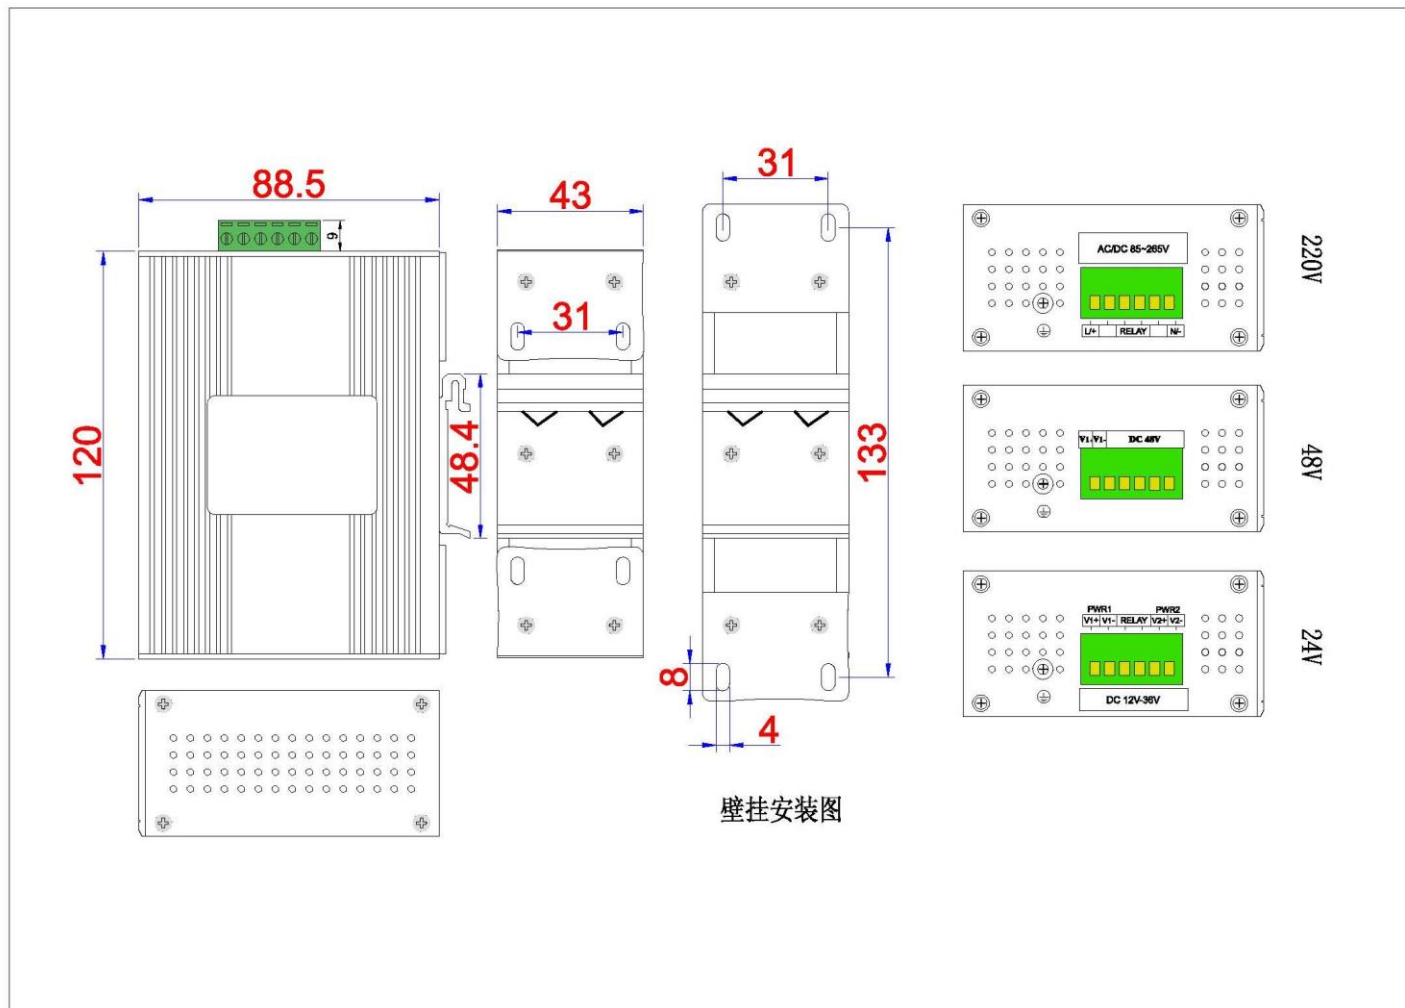 88.5
9
120
48.4
43
31
31
133
8
4
壁挂安装图
AC/DC 85~265V
L/+ RELAY N/-
220V
V1- V1- DC 48V
48V
PWR1 PWR2
V1+ V1- RELAY V2+ V2-
DC 12V-36V
24V